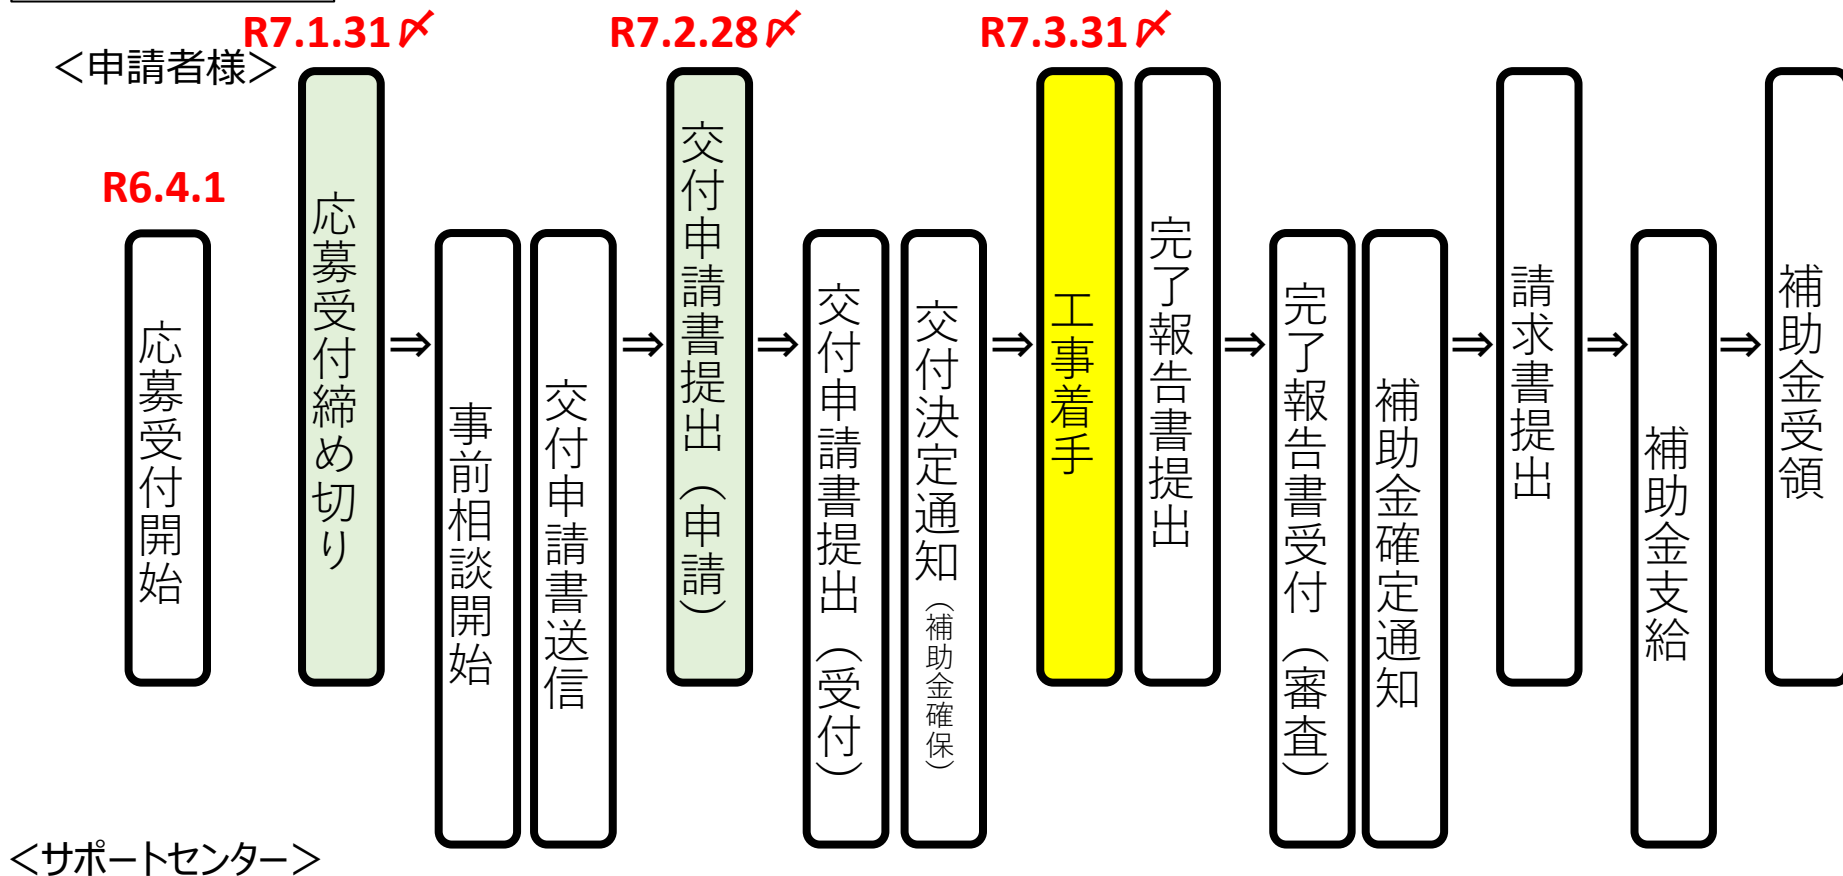 R7.1.31〆
R7.2.28〆
R7.3.31〆
＜申請者様＞
R6.4.1
応募受付開始
応募受付締め切り
⇒
事前相談開始
交付申請書送信
⇒
交付申請書提出（申請）
⇒
交付申請書提出（受付）
交付決定通知（補助金確保）
⇒
工事着手
完了報告書提出
⇒
完了報告書受付（審査）
補助金確定通知
⇒
請求書提出
⇒
補助金支給
⇒
補助金受領
＜サポートセンター＞